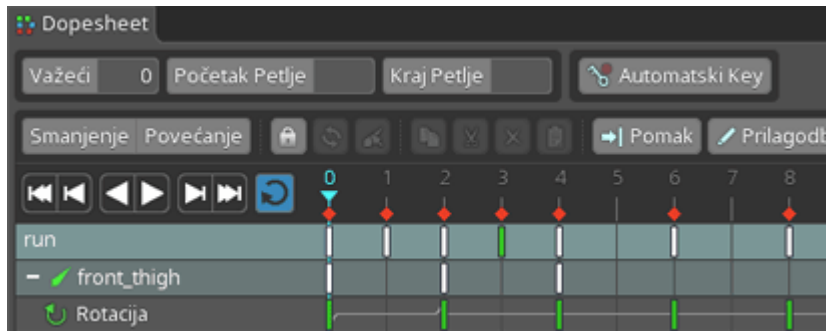 Dopesheet
Važeći 0 Početak Petlje Kraj Petlje Automatski Key
Smanjenje Povećanje Pomak Prilagodb
0 1 2 3 4 5 6 7 8
run
front_thigh
Rotacija